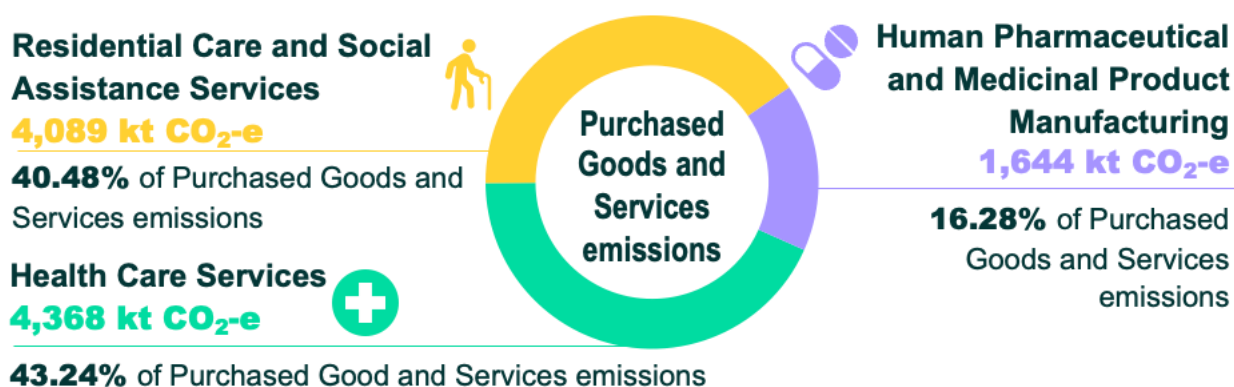 Residential Care and Social
Assistance Services
4,089 kt CO₂-e
40.48% of Purchased Goods and
Services emissions
Health Care Services
4,368 kt CO₂-e
43.24% of Purchased Good and Services emissions
Purchased
Goods and
Services
emissions
Human Pharmaceutical
and Medicinal Product
Manufacturing
1,644 kt CO₂-e
16.28% of Purchased
Goods and Services
emissions